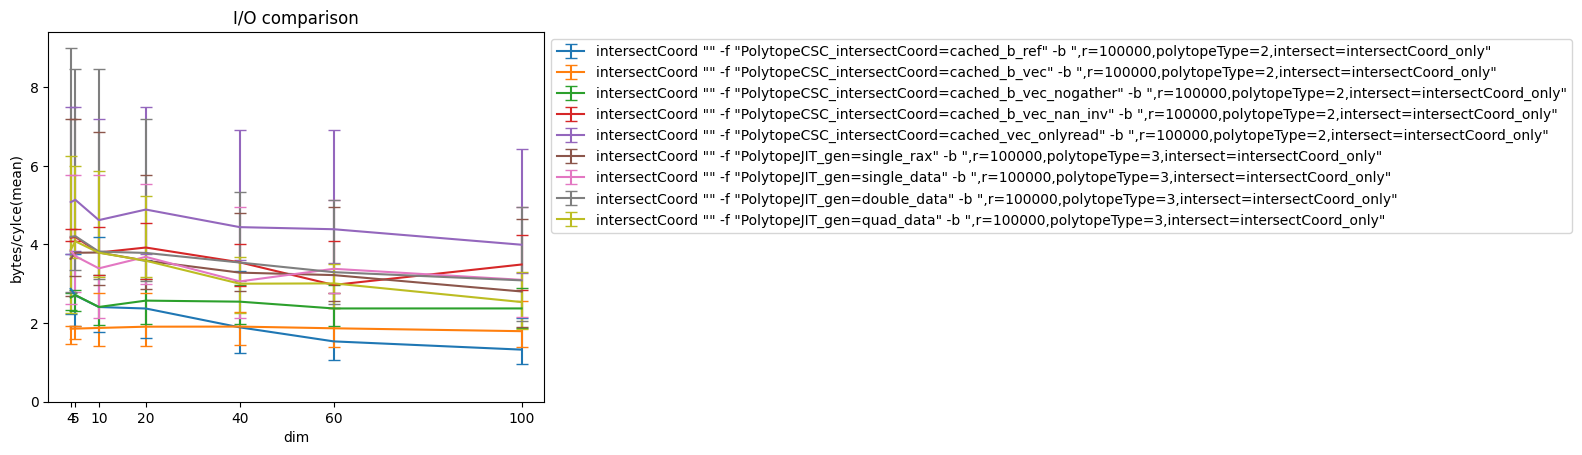 I/O comparison
bytes/cylce(mean)
8
6
4
2
0
4 5 10 20 40 60 100
dim
intersectCoord "" -f "PolytopeCSC_intersectCoord=cached_b_ref" -b ",r=100000,polytopeType=2,intersect=intersectCoord_only"
intersectCoord "" -f "PolytopeCSC_intersectCoord=cached_b_vec" -b ",r=100000,polytopeType=2,intersect=intersectCoord_only"
intersectCoord "" -f "PolytopeCSC_intersectCoord=cached_b_vec_nogather" -b ",r=100000,polytopeType=2,intersect=intersectCoord_only"
intersectCoord "" -f "PolytopeCSC_intersectCoord=cached_b_vec_nan_inv" -b ",r=100000,polytopeType=2,intersect=intersectCoord_only"
intersectCoord "" -f "PolytopeCSC_intersectCoord=cached_vec_onlyread" -b ",r=100000,polytopeType=2,intersect=intersectCoord_only"
intersectCoord "" -f "PolytopeJIT_gen=single_rax" -b ",r=100000,polytopeType=3,intersect=intersectCoord_only"
intersectCoord "" -f "PolytopeJIT_gen=single_data" -b ",r=100000,polytopeType=3,intersect=intersectCoord_only"
intersectCoord "" -f "PolytopeJIT_gen=double_data" -b ",r=100000,polytopeType=3,intersect=intersectCoord_only"
intersectCoord "" -f "PolytopeJIT_gen=quad_data" -b ",r=100000,polytopeType=3,intersect=intersectCoord_only"